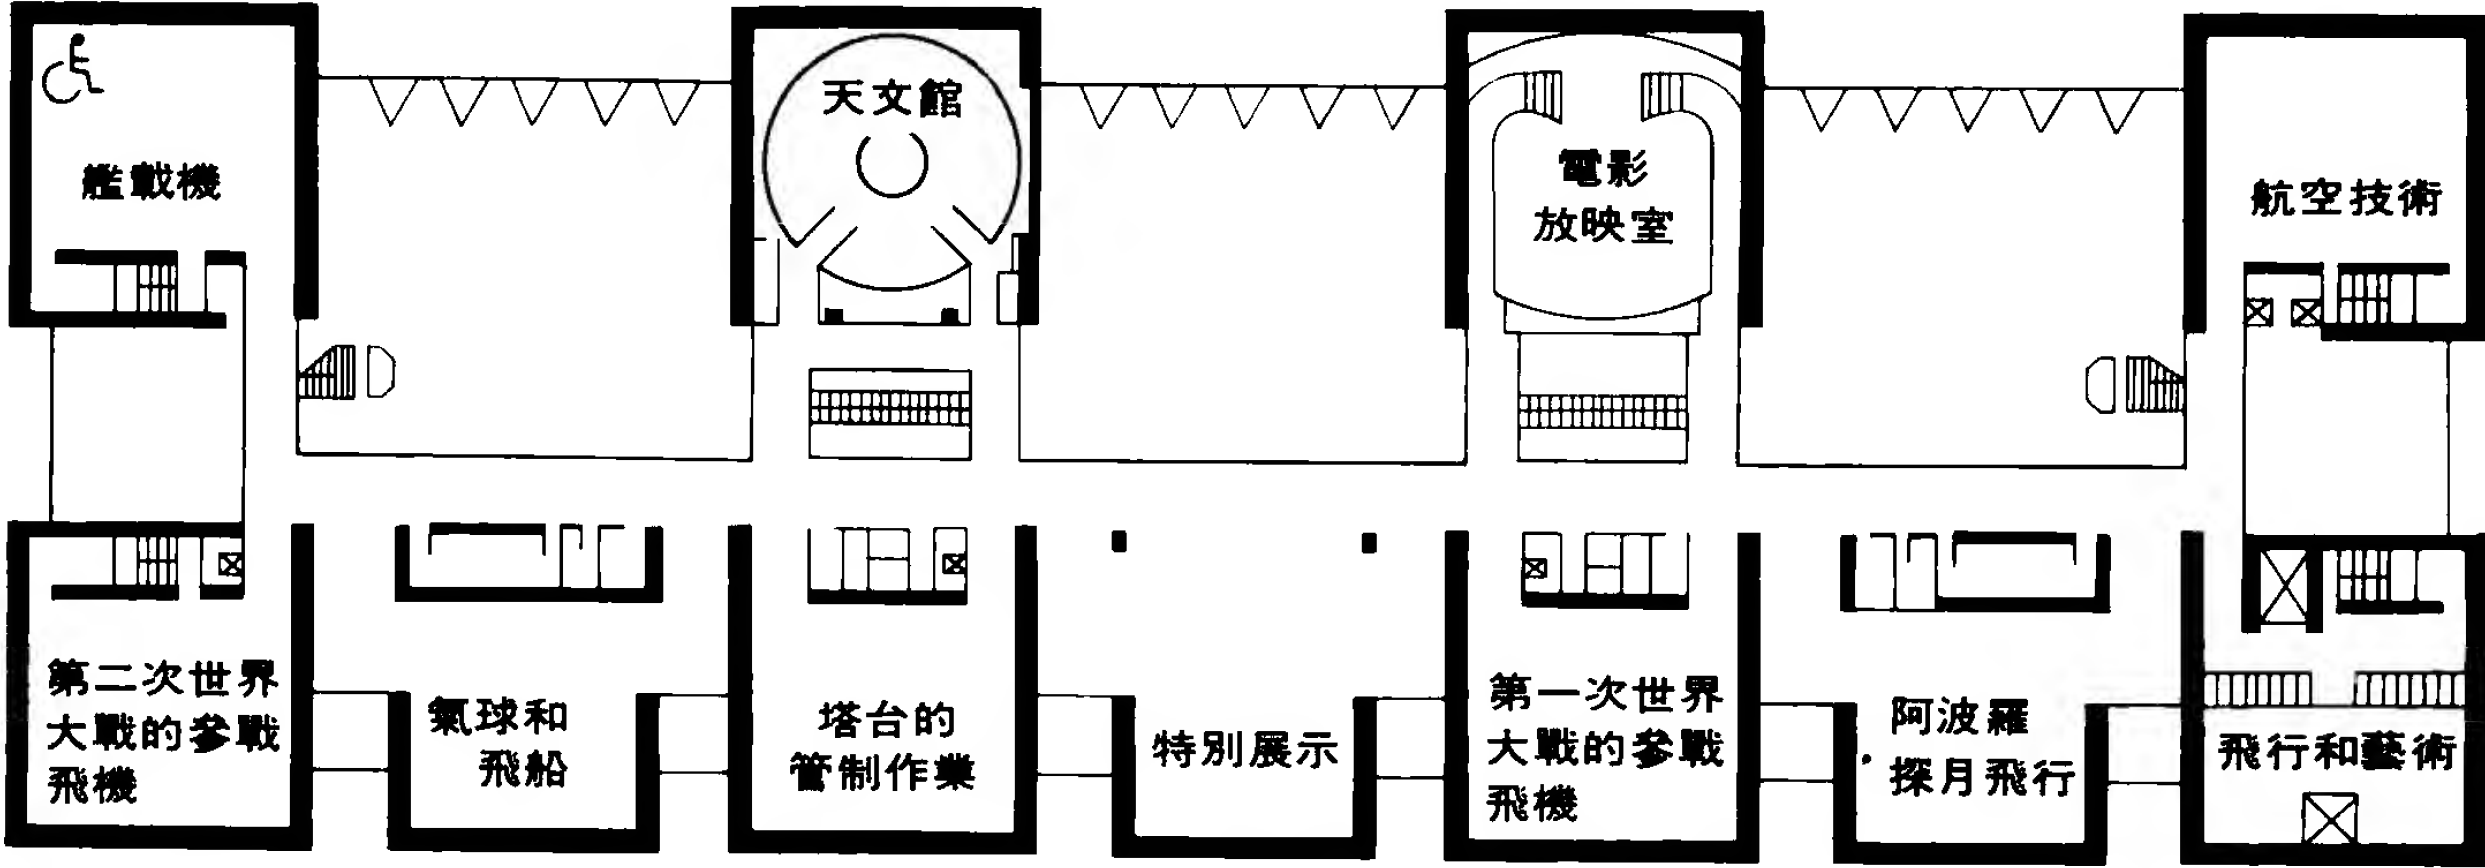 天文館
艦載機
電影
放映室
航空技術
第二次世界
大戰的參戰
飛機
氣球和
飛船
塔台的
管制作業
特別展示
第一次世界
大戰的參戰
飛機
阿波羅
探月飛行
飛行和藝術